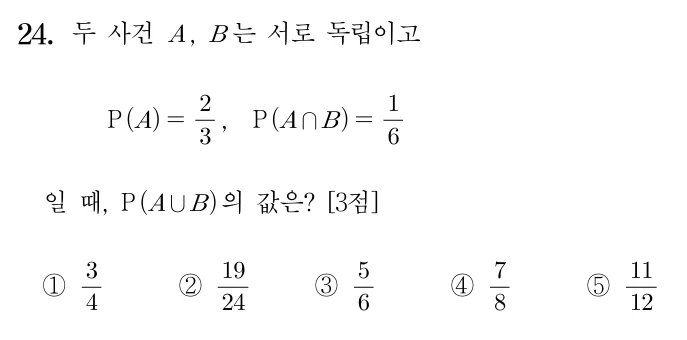 24. 두 사건 A, B는 서로 독립이고
P(A) = 2/3, P(A∩B) = 1/6
일 때, P(A∪B)의 값은? [3점]
① 3/4 ② 19/24 ③ 5/6 ④ 7/8 ⑤ 11/12